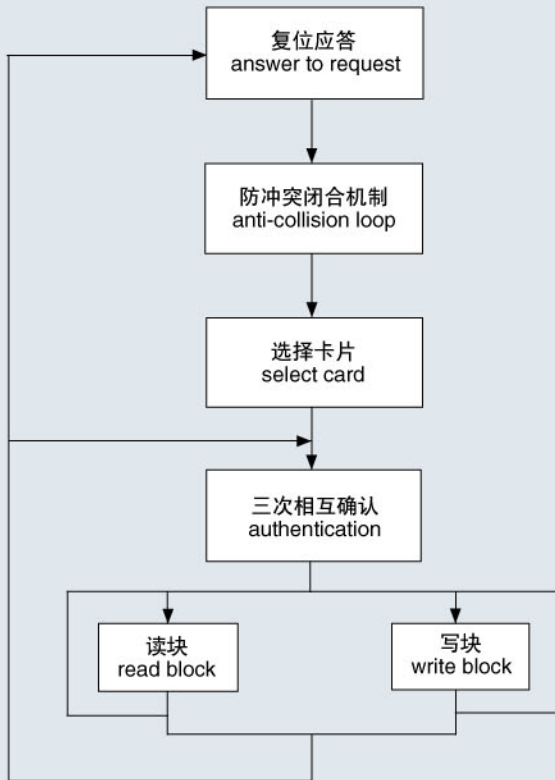 复位应答
answer to request
防冲突闭合机制
anti-collision loop
选择卡片
select card
三次相互确认
authentication
读块
read block
写块
write block